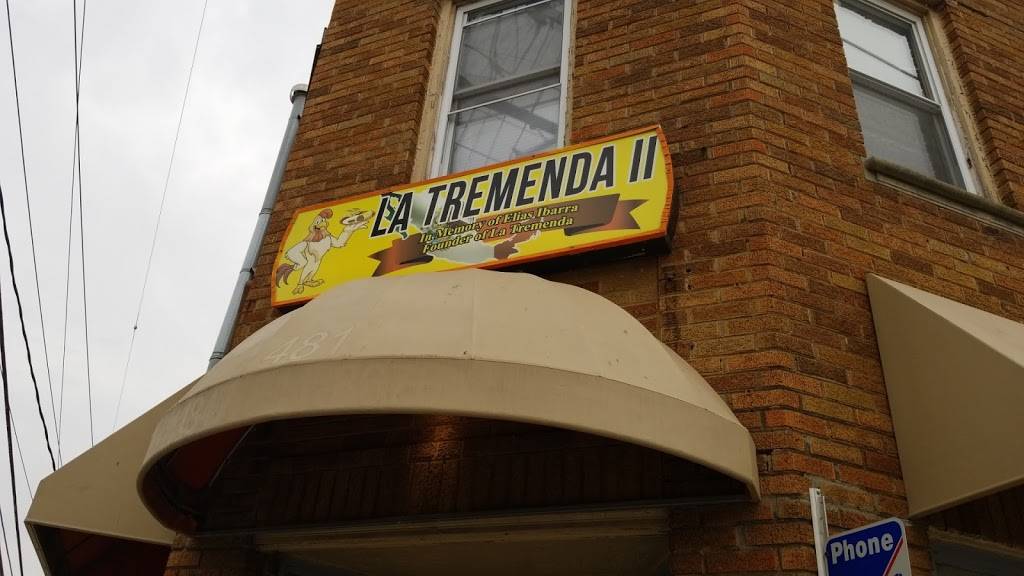 LA TREMENDA II
In Memory of Elias Ibarra
Founder of La Tremenda
481
Phone